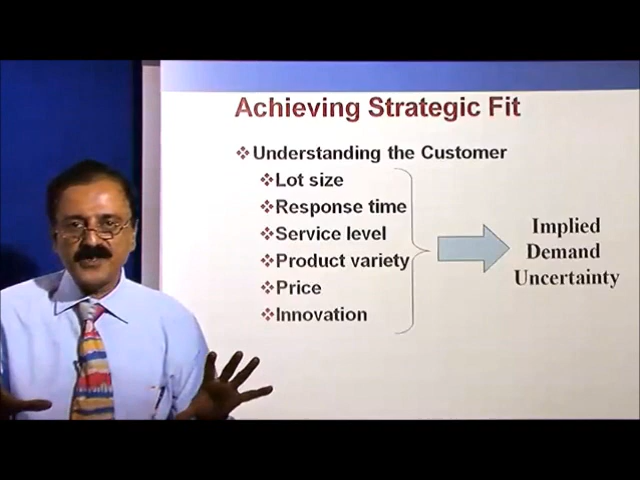 Achieving Strategic Fit
Understanding the Customer
Lot size
Response time
Service level
Product variety
Price
Innovation
Implied
Demand
Uncertainty